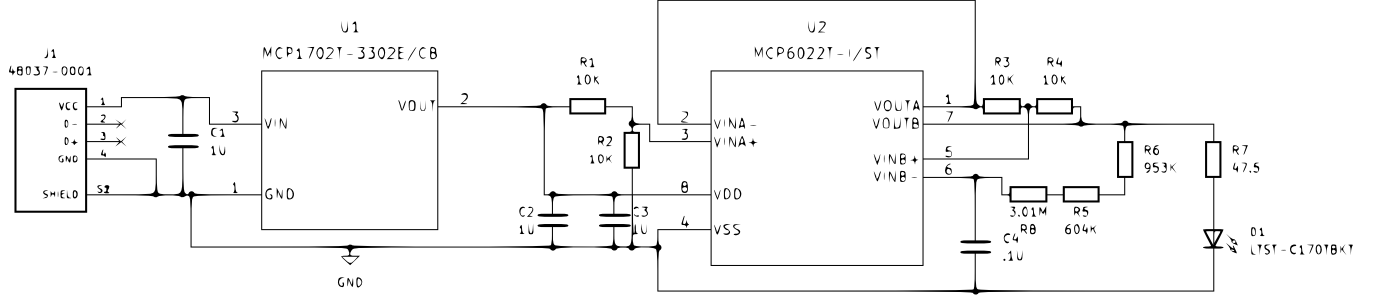 J1
48037-0001
VCC 1
D- 2
D+ 3
GND 4
SHIELD
C1
1U
U1
MCP1702T-3302E/CB
3 VIN
VOUT 2
1 GND
GND
R1
10K
R2
10K
C2
1U
C3
1U
U2
MCP6022T-I/ST
2 VINA-
3 VINA+
8 VDD
4 VSS
VOUTA 1
VOUTB 7
VINB+ 5
VINB- 6
R3
10K
R4
10K
3.01M
R8
R5
604K
R6
953K
R7
47.5
C4
.1U
D1
LTST-C170TBKT